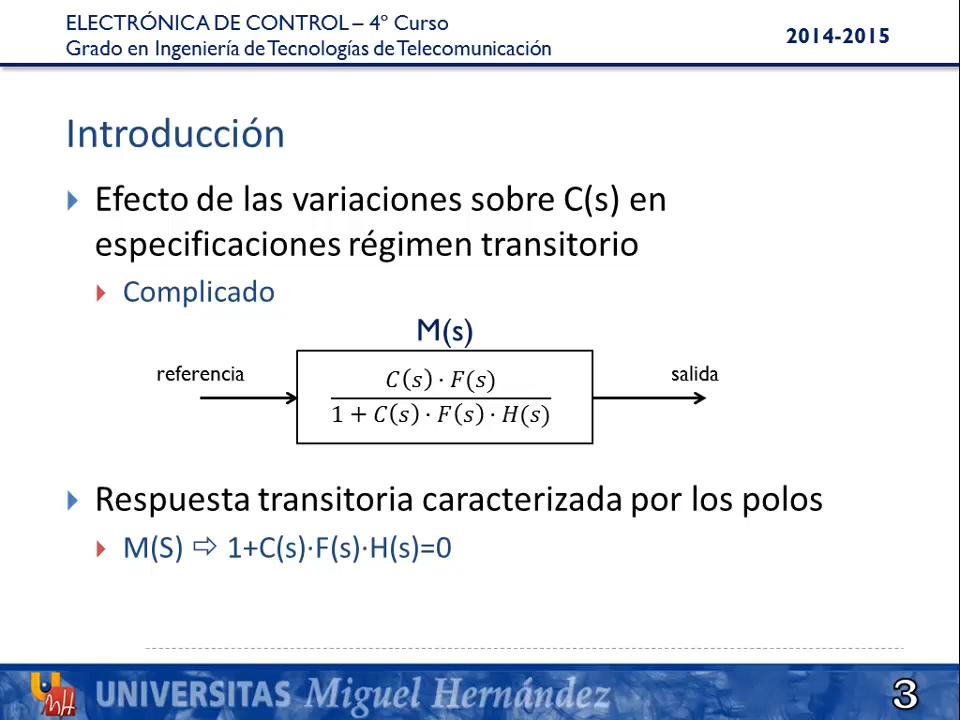 ELECTRÓNICA DE CONTROL – 4º Curso
Grado en Ingeniería de Tecnologías de Telecomunicación
2014-2015
Introducción
Efecto de las variaciones sobre C(s) en
especificaciones régimen transitorio
Complicado
M(s)
referencia
C(s) · F(s)
1 + C(s) · F(s) · H(s)
salida
Respuesta transitoria caracterizada por los polos
M(S) ⇨ 1+C(s)·F(s)·H(s)=0
UNIVERSITAS Miguel Hernández
3